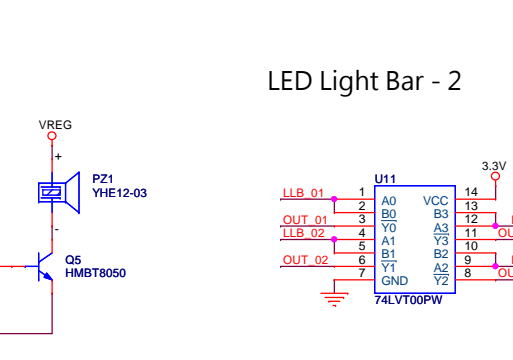 LED Light Bar - 2
VREG
+
PZ1
YHE12-03
-
Q5
HMBT8050
U11
3.3V
LLB_01 1 A0 VCC 14
2 B0 B3 13
OUT_01 3 Y0 A3 12
LLB_02 4 A1 Y3 11
5 B1 B2 10
OUT_02 6 Y1 A2 9
7 GND Y2 8
74LVT00PW